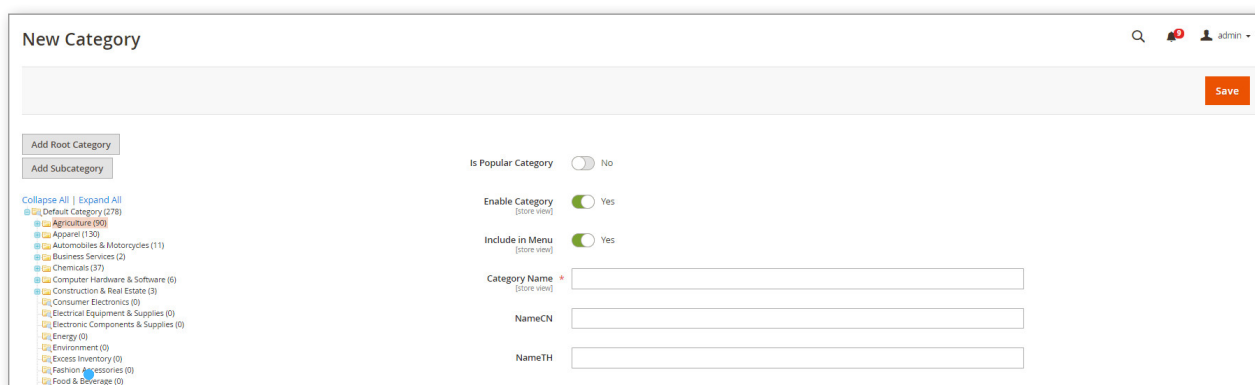 New Category
9
admin
Save
Add Root Category
Add Subcategory
Collapse All | Expand All
Default Category (278)
Agriculture (90)
Apparel (130)
Automobiles & Motorcycles (11)
Business Services (2)
Chemicals (37)
Computer Hardware & Software (6)
Construction & Real Estate (3)
Consumer Electronics (0)
Electrical Equipment & Supplies (0)
Electronic Components & Supplies (0)
Energy (0)
Environment (0)
Excess Inventory (0)
Fashion Accessories (0)
Food & Beverage (0)
Is Popular Category No
Enable Category Yes
[store view]
Include in Menu Yes
[store view]
Category Name *
[store view]
NameCN
NameTH